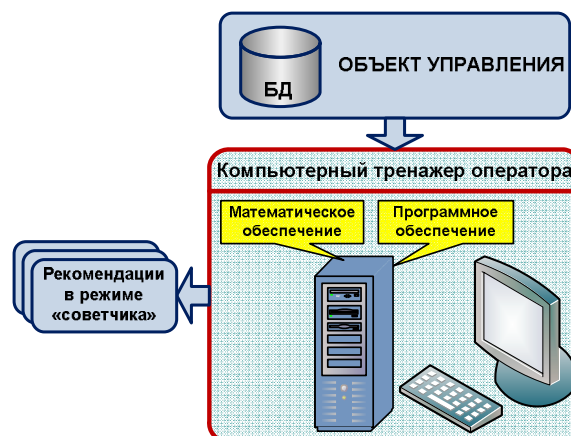 БД
ОБЪЕКТ УПРАВЛЕНИЯ
Компьютерный тренажер оператора
Математическое
обеспечение
Программное
обеспечение
Рекомендации
в режиме
«советчика»